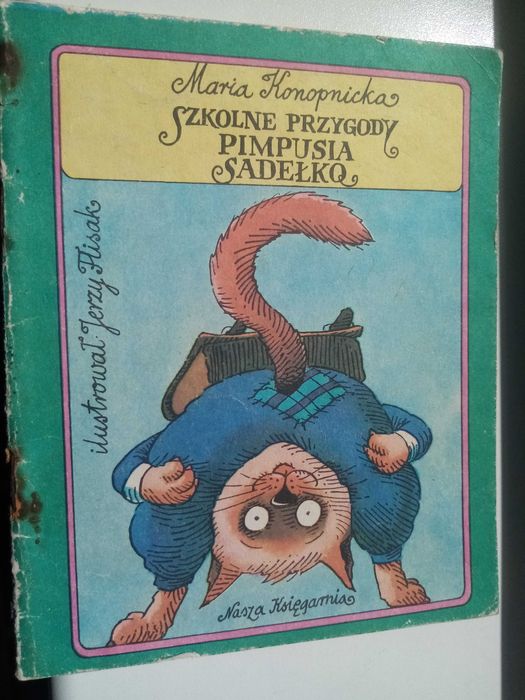 Maria Konopnicka
SZKOLNE PRZYGODY
PIMPUSIA
SADEŁKO
ilustrował: Jerzy Flisak
Nasza Księgarnia